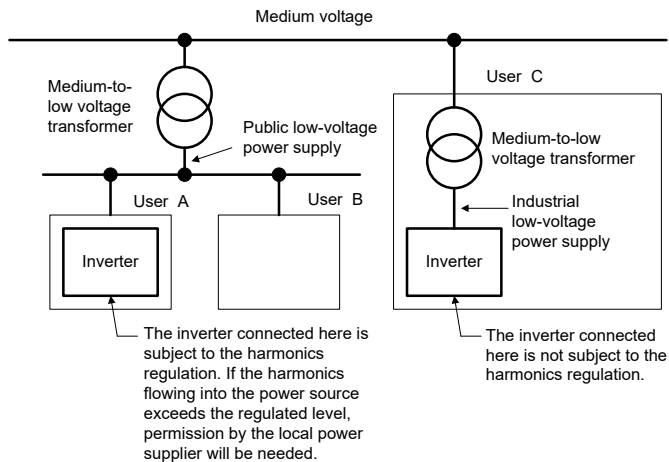 Medium voltage
Medium-to-
low voltage
transformer
Public low-voltage
power supply
User A
User B
Inverter
The inverter connected here is
subject to the harmonics
regulation. If the harmonics
flowing into the power source
exceeds the regulated level,
permission by the local power
supplier will be needed.
User C
Medium-to-low
voltage transformer
Industrial
low-voltage
power supply
Inverter
The inverter connected
here is not subject to the
harmonics regulation.